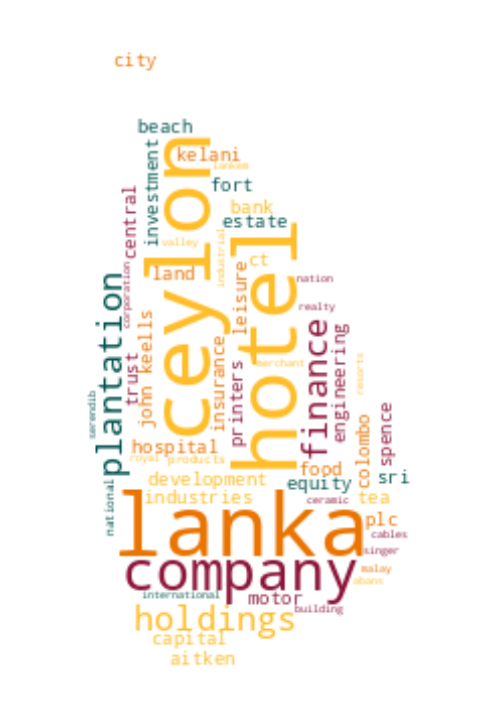 city
beach
kelani
lankem
investment
ceylon
fort
central
bank
estate
valley
industrial
hotel
ct
land
corporation
leisure
nation
plantation
realty
john keells
trust
insurance
printers
finance
engineering
merchant
resorts
serendib
hospital
royal
products
colombo
spence
food
sri
development
equity
national
industries
ceramic
tea
lanka
plc
cables
singer
company
malay
abans
international
motor
building
holdings
capital
aitken